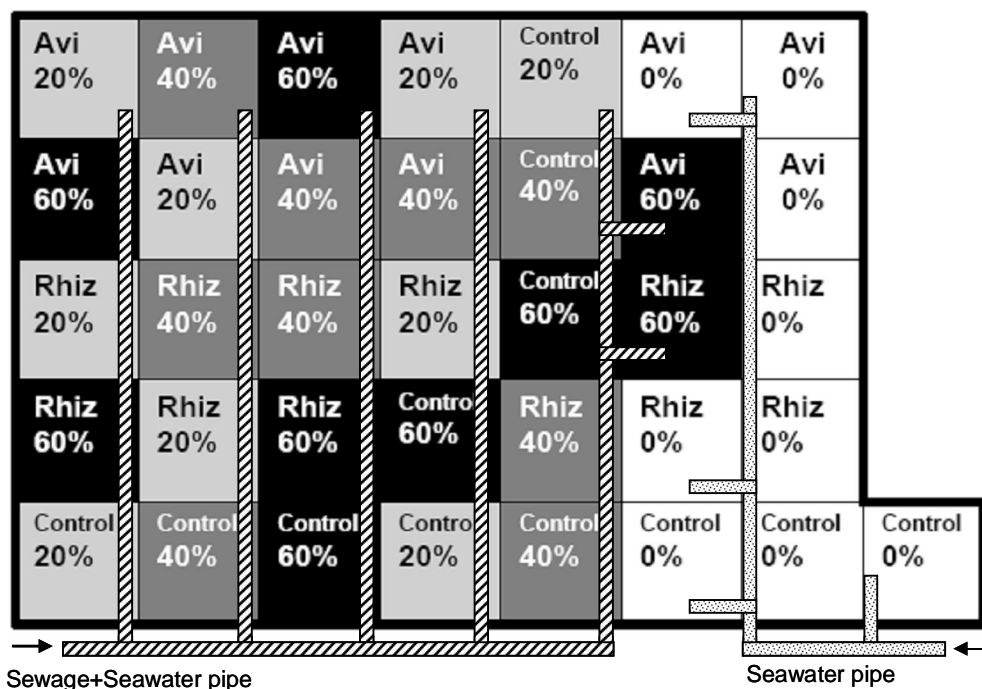 Avi Avi Avi Avi Control Avi Avi
20% 40% 60% 20% 20% 0% 0%
Avi Avi Avi Avi Control Avi Avi
60% 20% 40% 40% 40% 60% 0%
Rhiz Rhiz Rhiz Rhiz Control Rhiz Rhiz
20% 40% 40% 20% 60% 60% 0%
Rhiz Rhiz Rhiz Contro Rhiz Rhiz Rhiz
60% 20% 60% 60% 40% 0% 0%
Control Control Control Contro Control Control Control Control
20% 40% 60% 20% 40% 0% 0% 0%
Sewage+Seawater pipe Seawater pipe